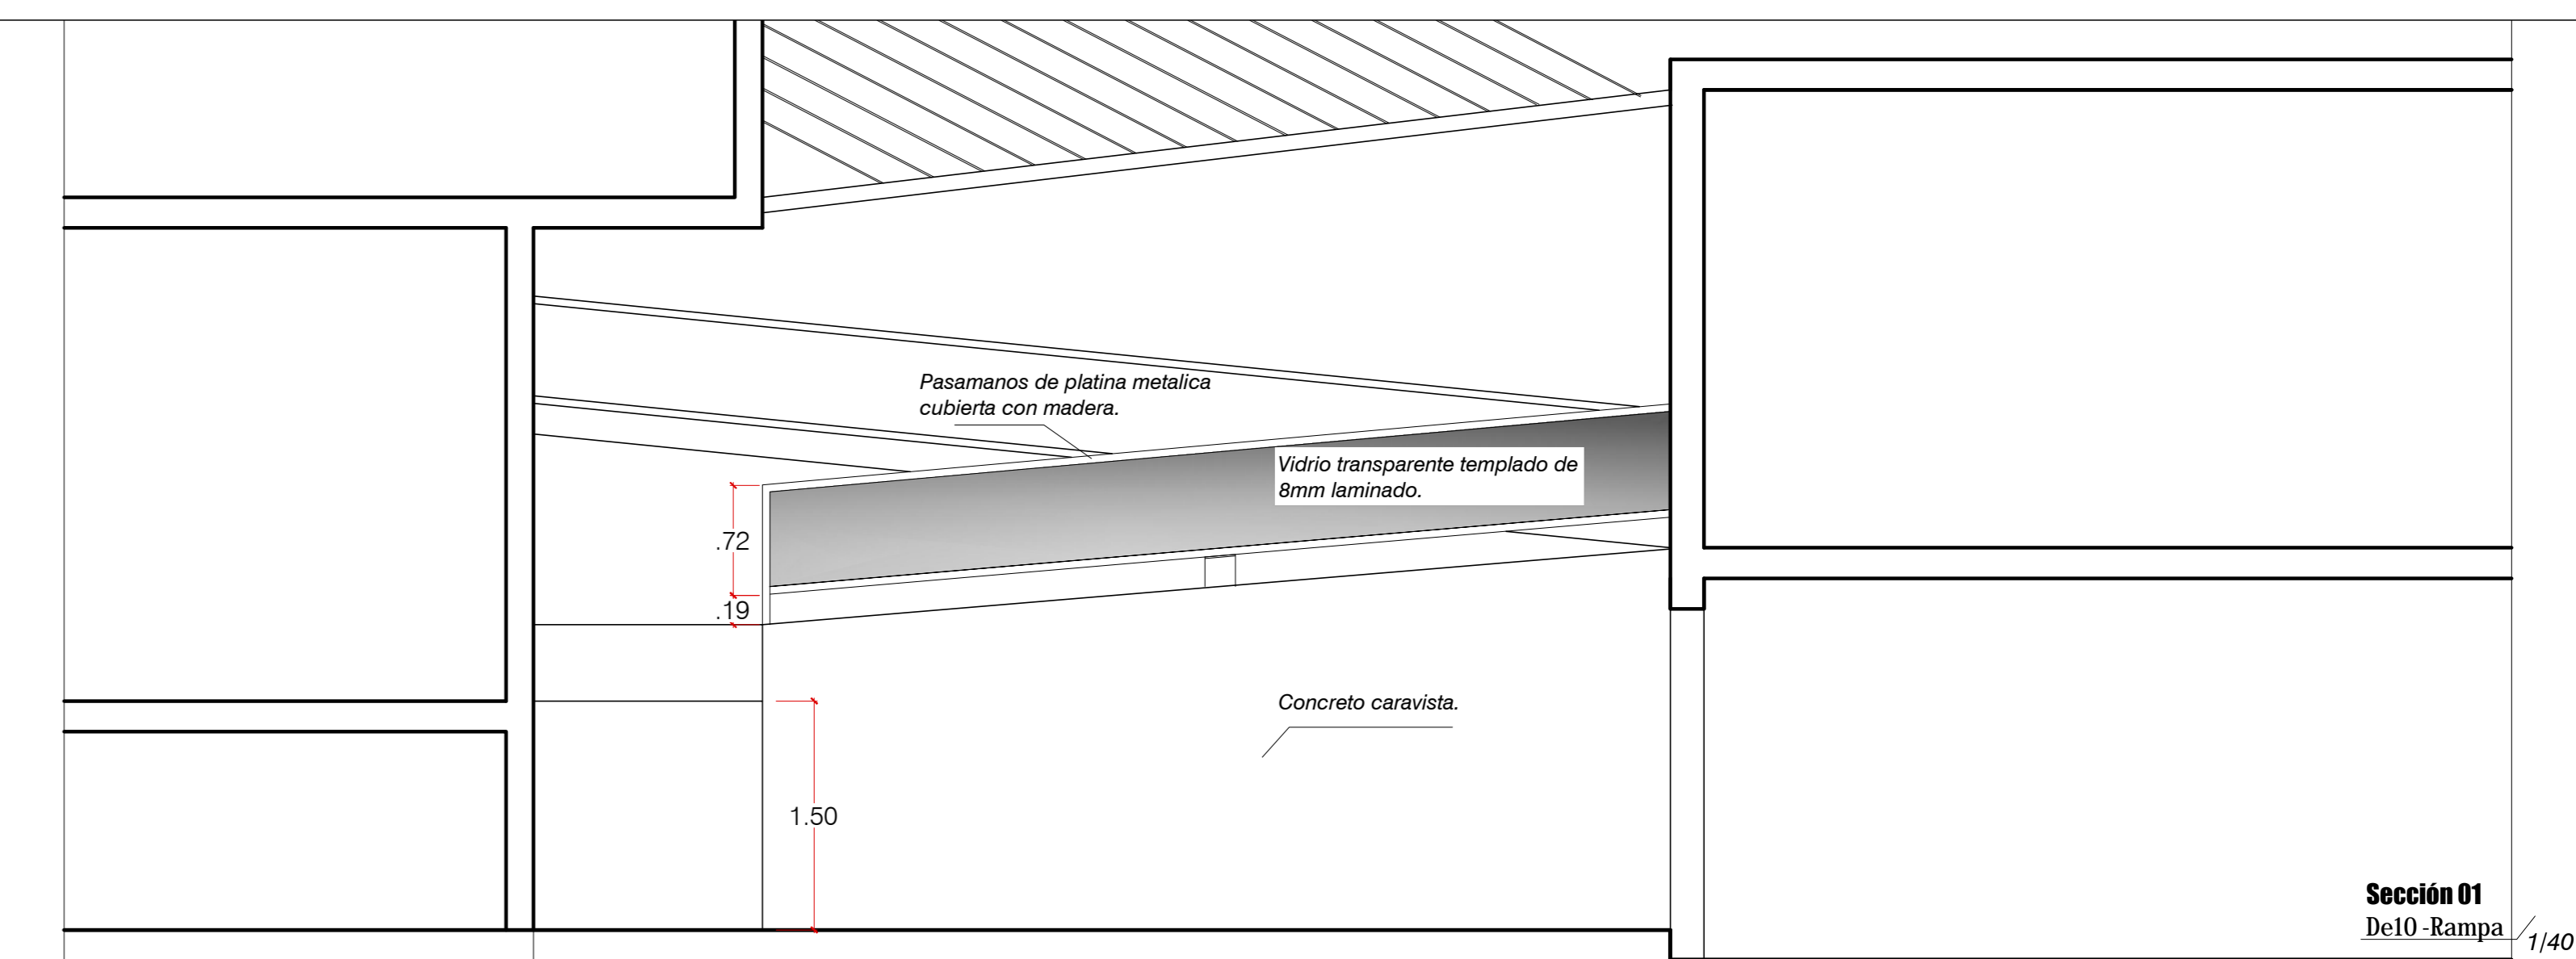 Pasamanos de platina metalica
cubierta con madera.
Vidrio transparente templado de
8mm laminado.
.72
.19
Concreto caravista.
1.50
Sección 01
De10 -Rampa
1/40